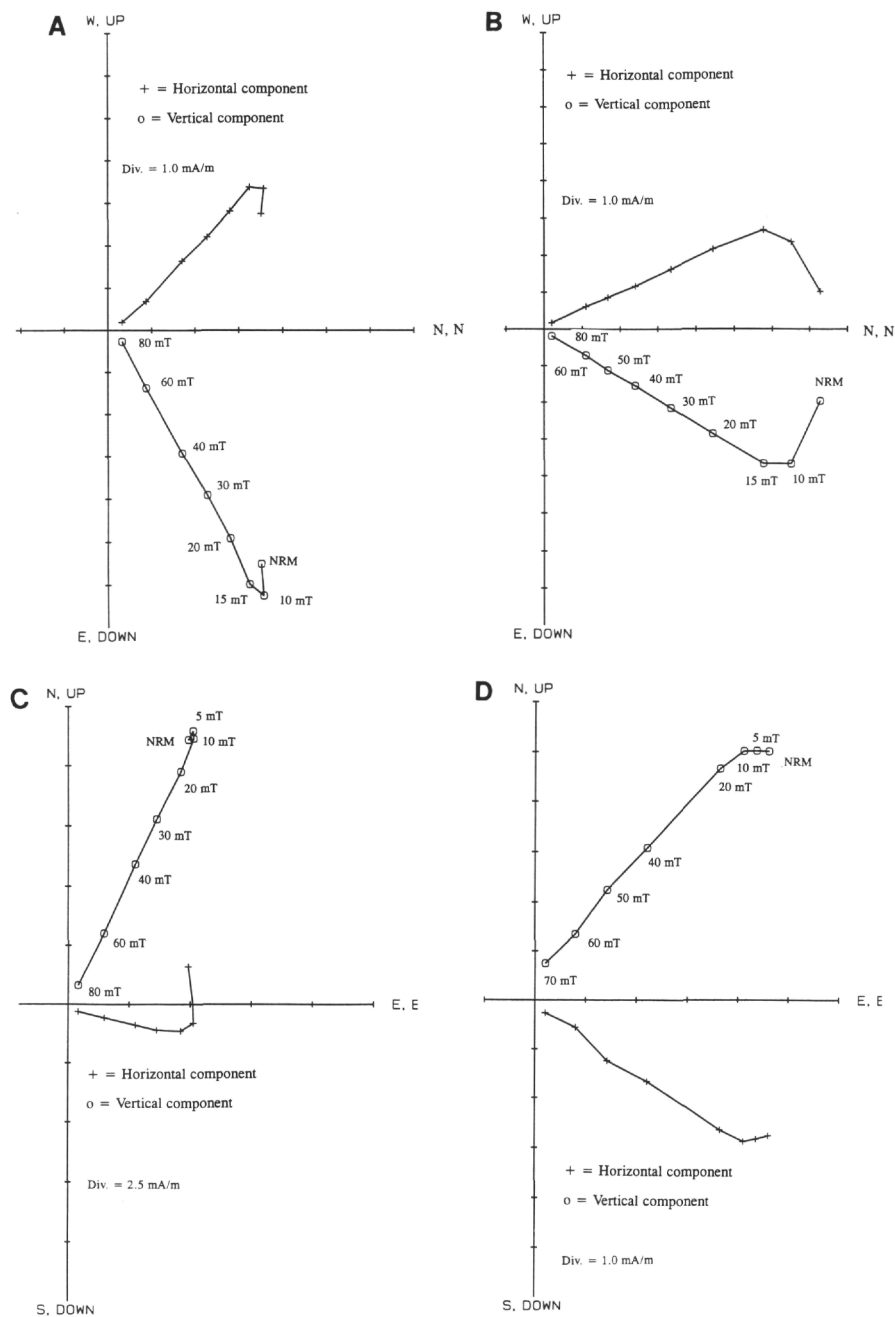 A
W, UP
+ = Horizontal component
o = Vertical component
Div. = 1.0 mA/m
N, N
80 mT
60 mT
40 mT
30 mT
20 mT
NRM
15 mT
10 mT
E, DOWN
B
W, UP
+ = Horizontal component
o = Vertical component
Div. = 1.0 mA/m
N, N
80 mT
60 mT
50 mT
40 mT
30 mT
20 mT
NRM
15 mT
10 mT
E, DOWN
C
N, UP
5 mT
NRM
10 mT
20 mT
30 mT
40 mT
60 mT
80 mT
E, E
+ = Horizontal component
o = Vertical component
Div. = 2.5 mA/m
S, DOWN
D
N, UP
5 mT
10 mT
NRM
20 mT
40 mT
50 mT
60 mT
70 mT
E, E
+ = Horizontal component
o = Vertical component
Div. = 1.0 mA/m
S, DOWN